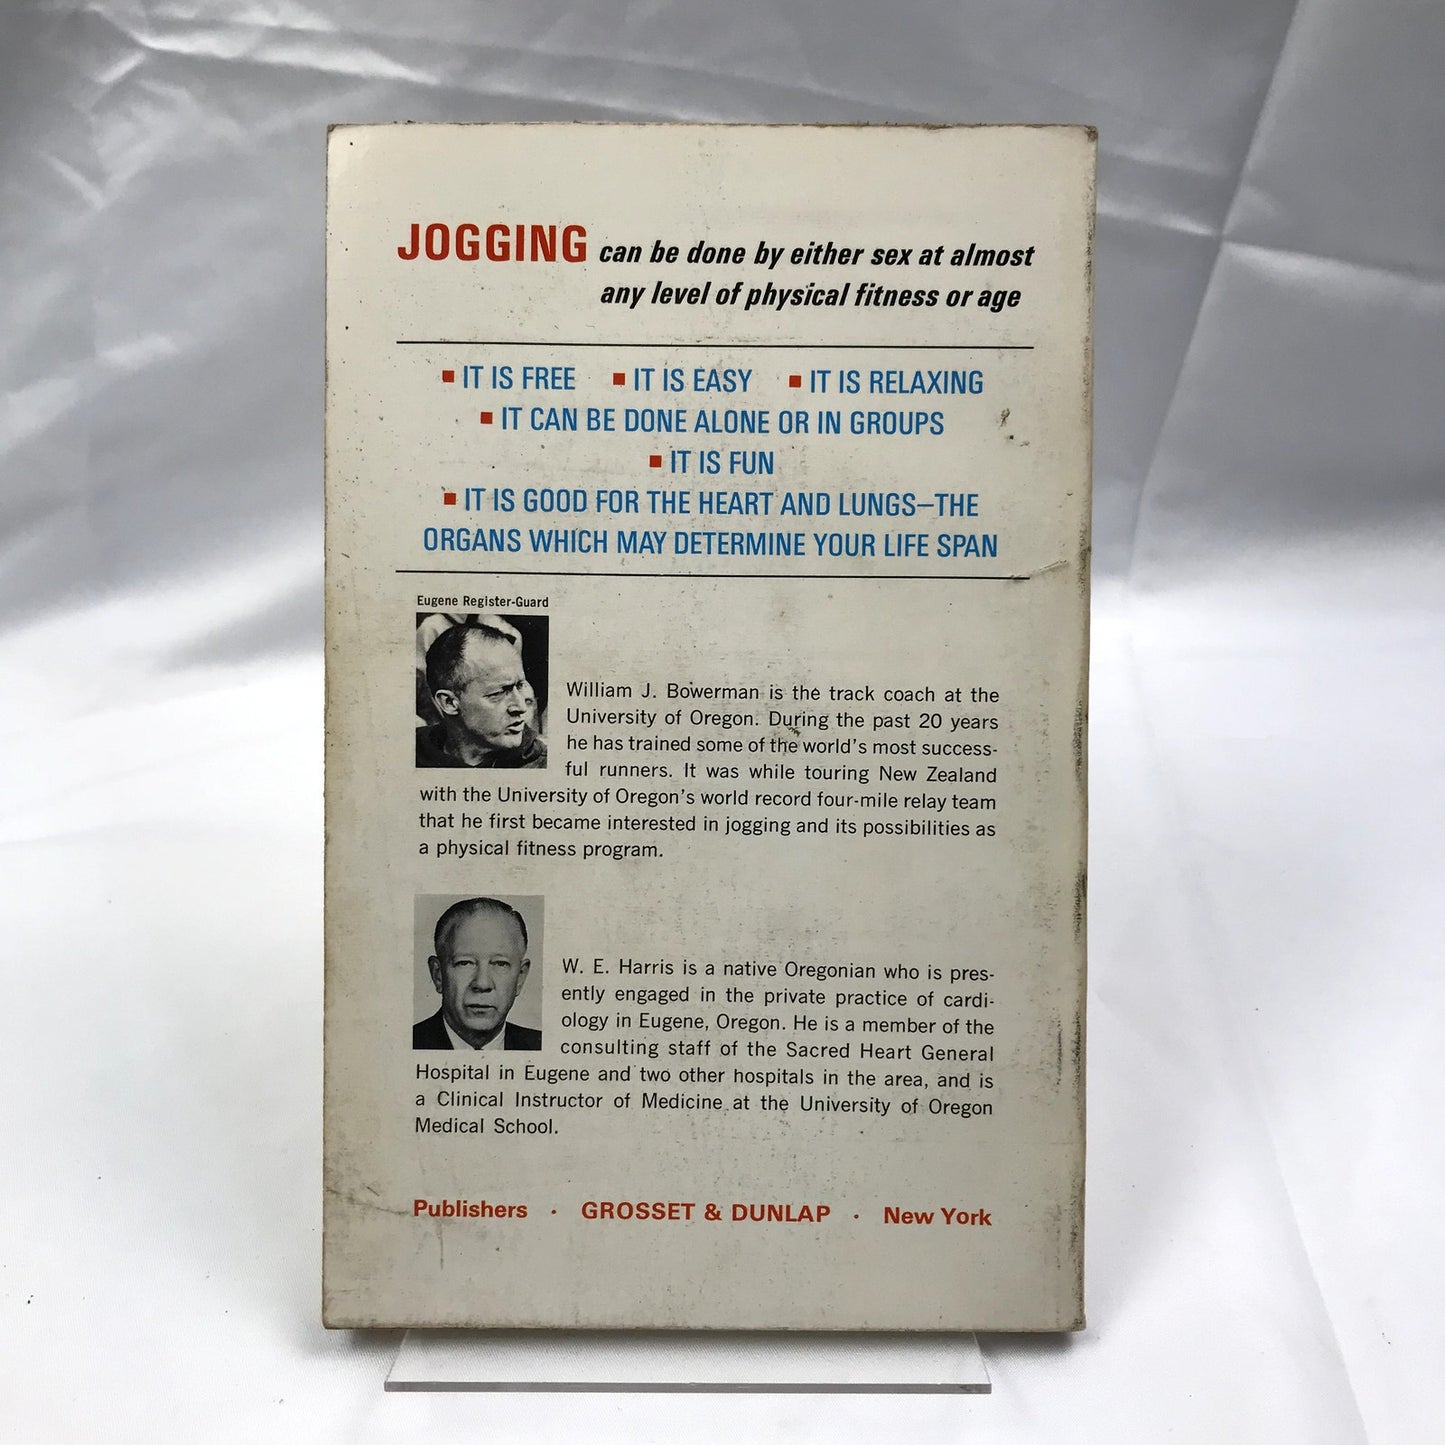 JOGGING can be done by either sex at almost
any level of physical fitness or age
▪ IT IS FREE ▪ IT IS EASY ▪ IT IS RELAXING
▪ IT CAN BE DONE ALONE OR IN GROUPS
▪ IT IS FUN
▪ IT IS GOOD FOR THE HEART AND LUNGS—THE
ORGANS WHICH MAY DETERMINE YOUR LIFE SPAN
Eugene Register-Guard
William J. Bowerman is the track coach at the
University of Oregon. During the past 20 years
he has trained some of the world's most success-
ful runners. It was while touring New Zealand
with the University of Oregon's world record four-mile relay team
that he first became interested in jogging and its possibilities as
a physical fitness program.
W. E. Harris is a native Oregonian who is pres-
ently engaged in the private practice of cardi-
ology in Eugene, Oregon. He is a member of the
consulting staff of the Sacred Heart General
Hospital in Eugene and two other hospitals in the area, and is
a Clinical Instructor of Medicine at the University of Oregon
Medical School.
Publishers · GROSSET & DUNLAP · New York